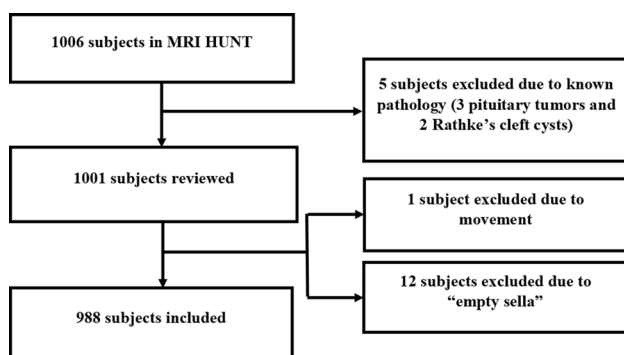 1006 subjects in MRI HUNT
5 subjects excluded due to known
pathology (3 pituitary tumors and
2 Rathke's cleft cysts)
1001 subjects reviewed
1 subject excluded due to
movement
12 subjects excluded due to
“empty sella”
988 subjects included